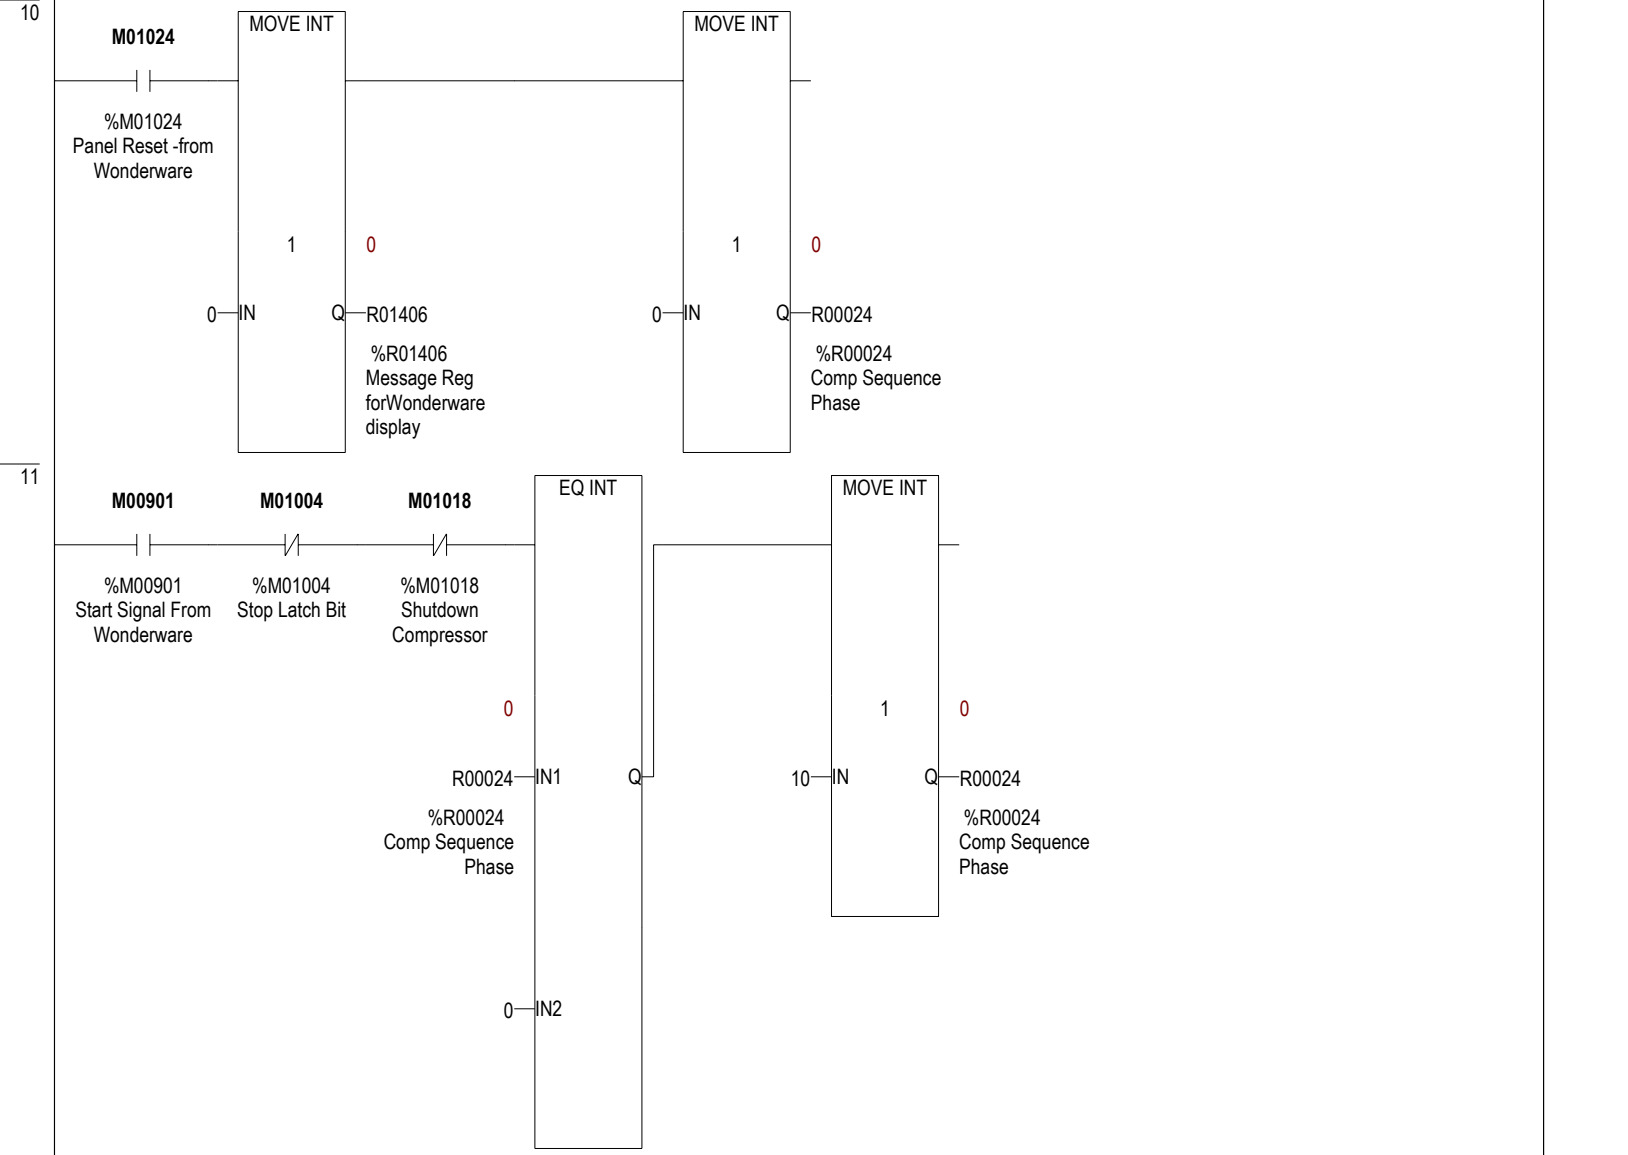 10
MOVE INT
MOVE INT
M01024
%M01024
Panel Reset -from
Wonderware
1
0
1
0
0
IN
Q
R01406
0
IN
Q
R00024
%R01406
Message Reg
forWonderware
display
%R00024
Comp Sequence
Phase
11
EQ INT
MOVE INT
M00901
M01004
M01018
%M00901
Start Signal From
Wonderware
%M01004
Stop Latch Bit
%M01018
Shutdown
Compressor
0
1
0
R00024
IN1
Q
10
IN
Q
R00024
%R00024
Comp Sequence
Phase
%R00024
Comp Sequence
Phase
0
IN2